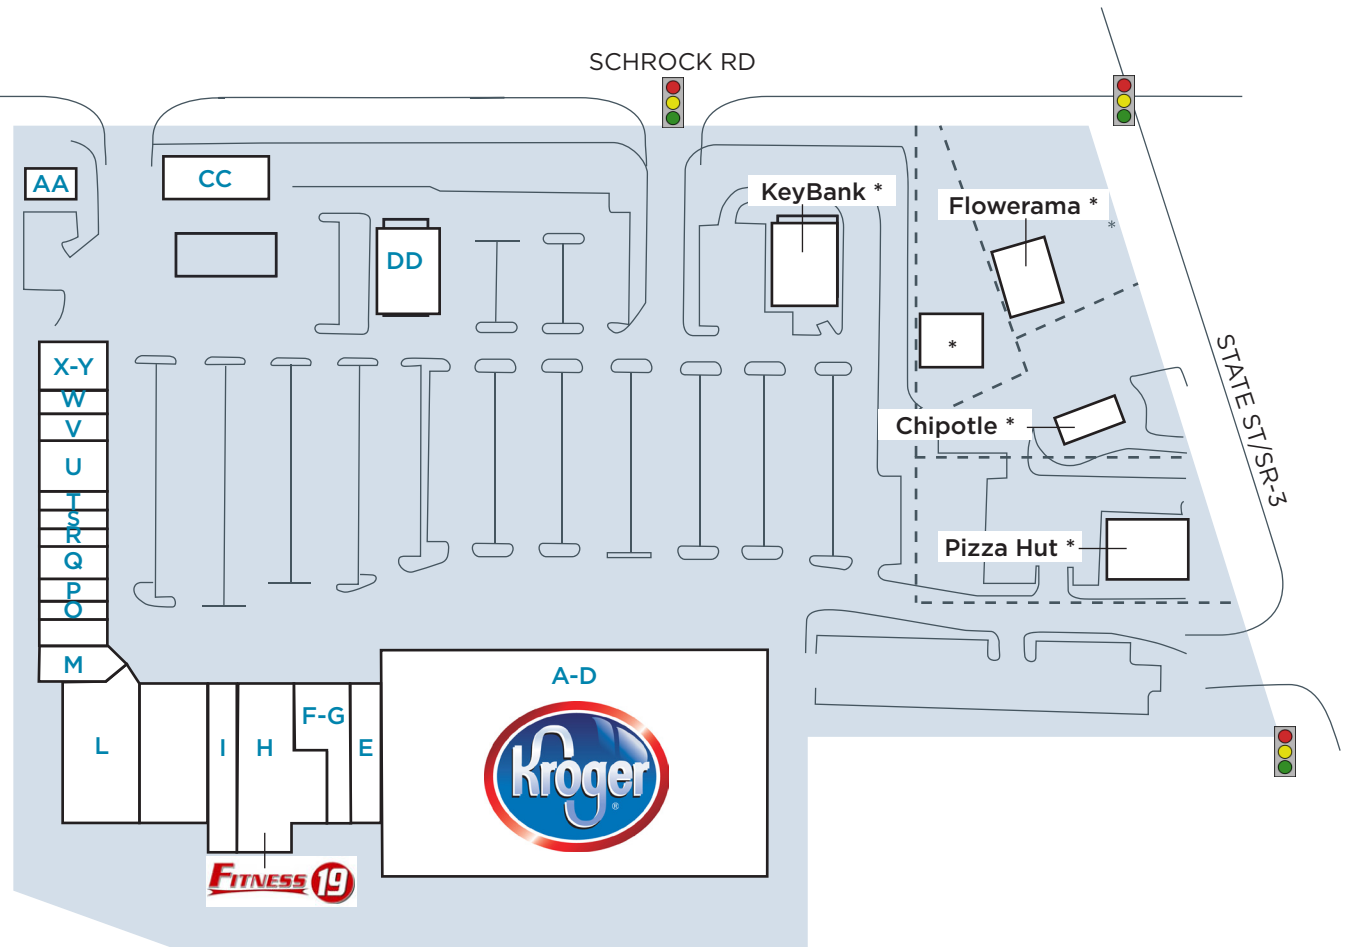 SCHROCK RD
AA
CC
KeyBank *
Flowerama *
*
DD
*
STATE ST/SR-3
X-Y
W
V
U
T
S
R
Q
P
O
Chipotle *
Pizza Hut *
M
A-D
L
I
H
F-G
E
Kroger
®
FITNESS 19